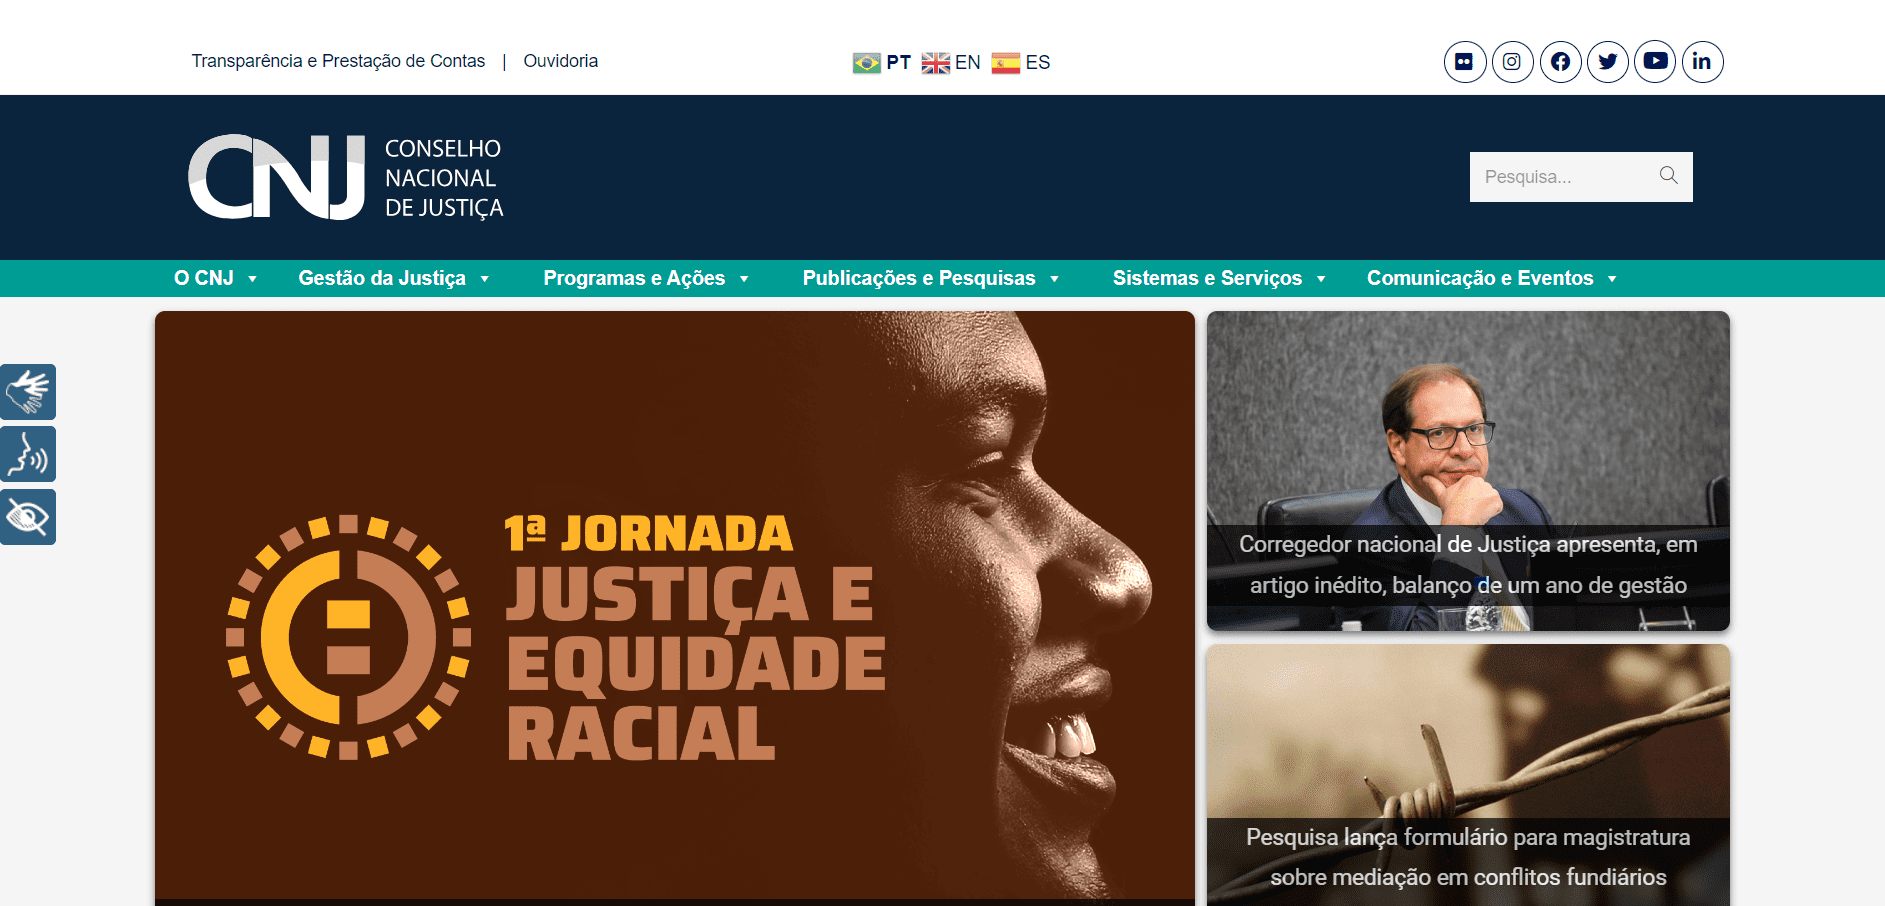 Transparência e Prestação de Contas | Ouvidoria
PT EN ES
CNJ
CONSELHO
NACIONAL
DE JUSTIÇA
Pesquisa...
O CNJ Gestão da Justiça Programas e Ações Publicações e Pesquisas Sistemas e Serviços Comunicação e Eventos
1ª JORNADA
JUSTIÇA E
EQUIDADE
RACIAL
Corregedor nacional de Justiça apresenta, em
artigo inédito, balanço de um ano de gestão
Pesquisa lança formulário para magistratura
sobre mediação em conflitos fundiários